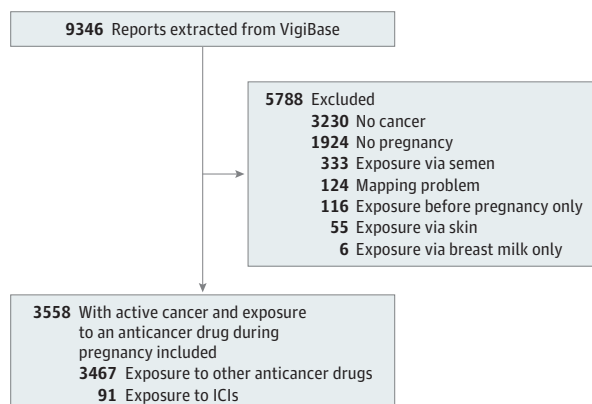 9346 Reports extracted from VigiBase
5788 Excluded
3230 No cancer
1924 No pregnancy
333 Exposure via semen
124 Mapping problem
116 Exposure before pregnancy only
55 Exposure via skin
6 Exposure via breast milk only
3558 With active cancer and exposure
to an anticancer drug during
pregnancy included
3467 Exposure to other anticancer drugs
91 Exposure to ICIs